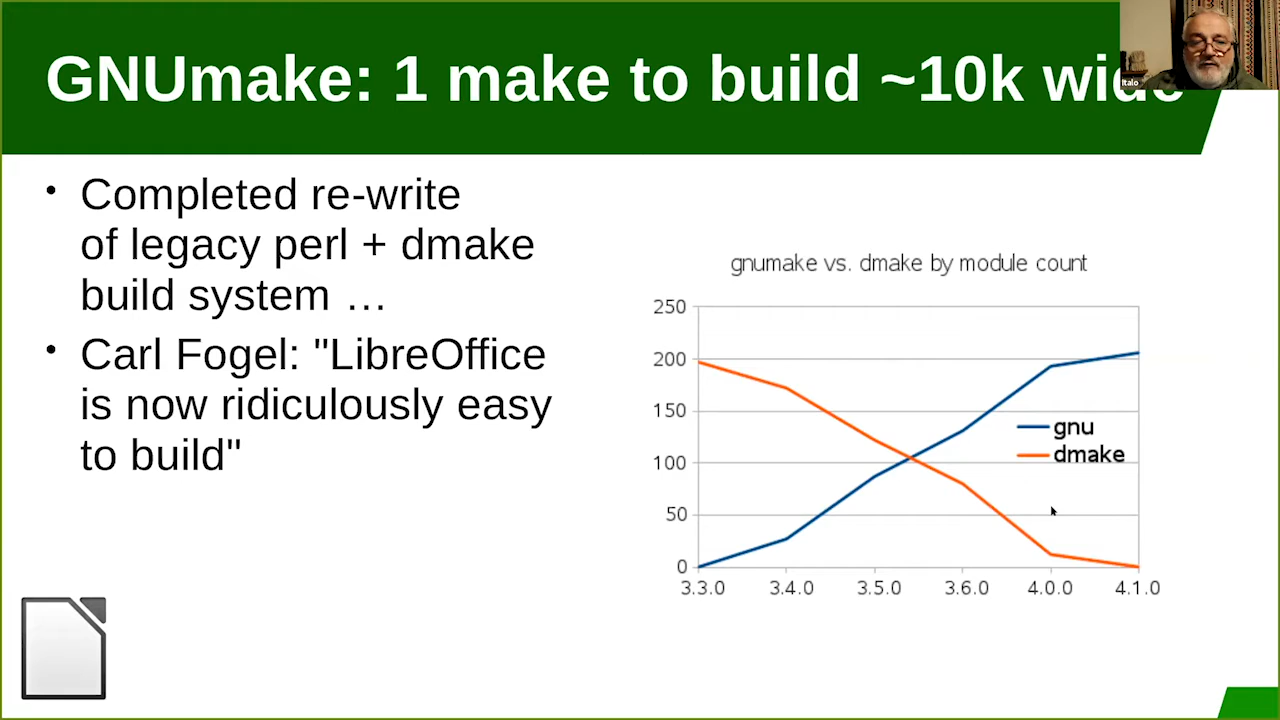 GNUmake: 1 make to build ~10k wide
Italo
• Completed re-write
of legacy perl + dmake
build system …
• Carl Fogel: "LibreOffice
is now ridiculously easy
to build"
gnumake vs. dmake by module count
250
200
150
100
50
0
gnu
dmake
3.3.0 3.4.0 3.5.0 3.6.0 4.0.0 4.1.0